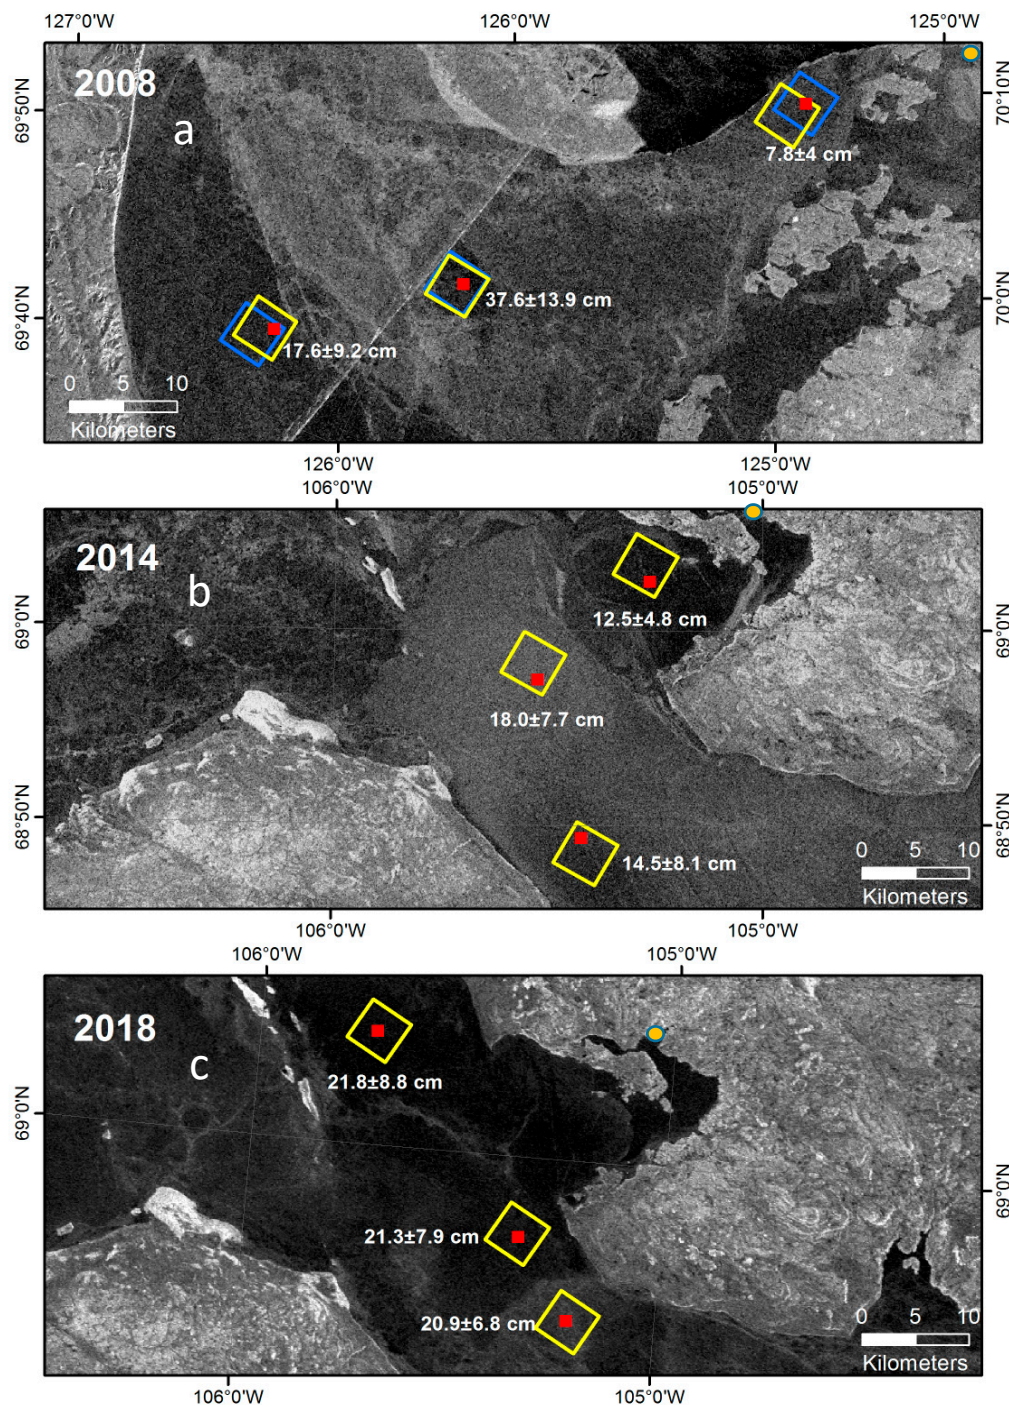 127°0'W 126°0'W 125°0'W
2008
a
69°50'N
70°10'N
7.8±4 cm
37.6±13.9 cm
69°40'N
70°0'N
17.6±9.2 cm
0 5 10
Kilometers
126°0'W 125°0'W
106°0'W 105°0'W
2014
b
12.5±4.8 cm
69°0'N
69°0'N
18.0±7.7 cm
68°50'N
68°50'N
14.5±8.1 cm
0 5 10
Kilometers
106°0'W 105°0'W
106°0'W 105°0'W
2018
c
21.8±8.8 cm
69°0'N
69°0'N
21.3±7.9 cm
20.9±6.8 cm
0 5 10
Kilometers
106°0'W 105°0'W